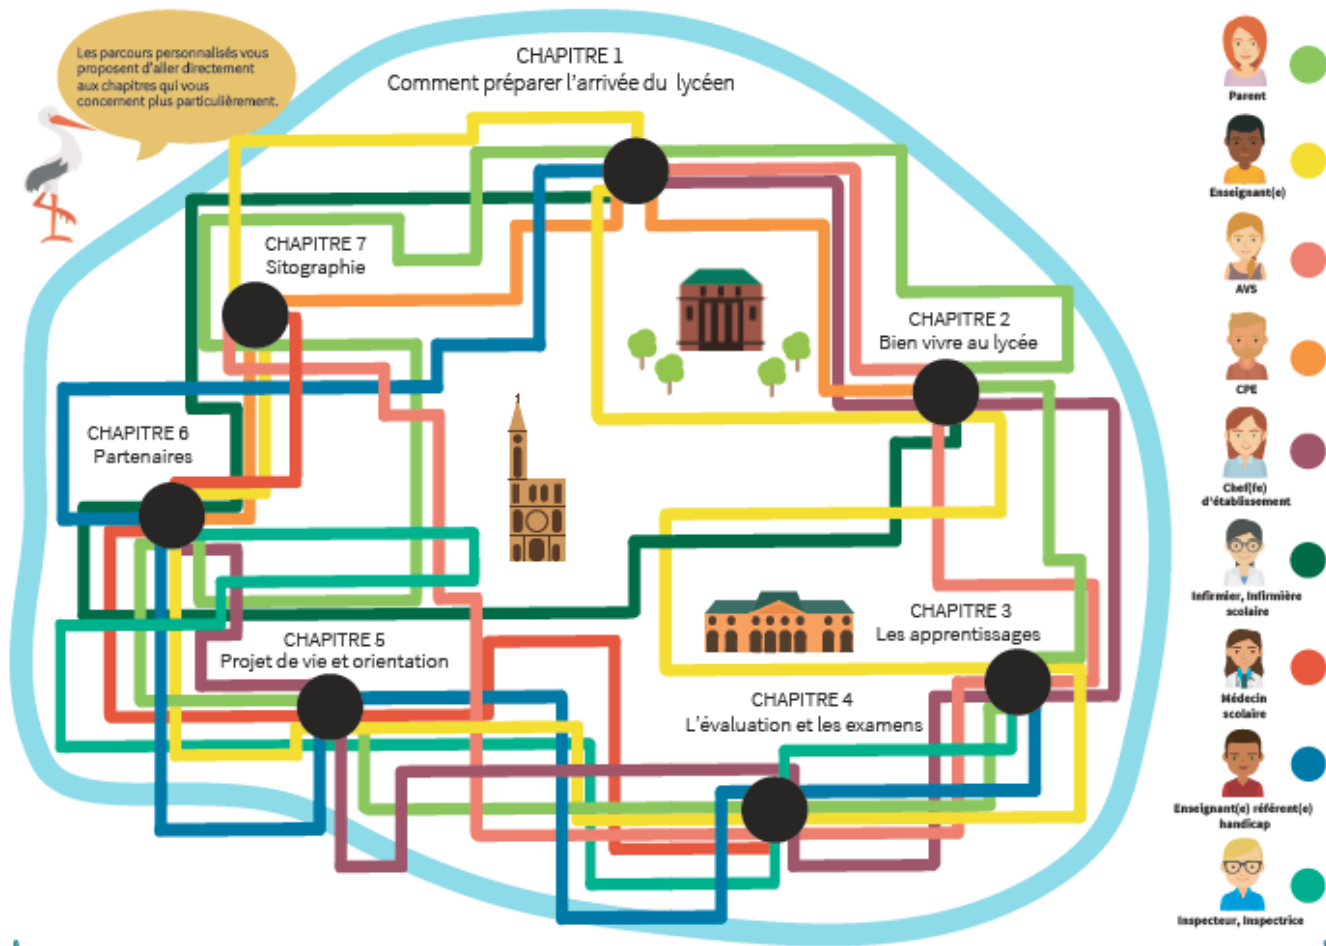 Les parcours personnalisés vous
proposent d'aller directement
aux chapitres qui vous
concernent plus particulièrement.
CHAPITRE 1
Comment préparer l'arrivée du lycéen
CHAPITRE 7
Sitographie
CHAPITRE 2
Bien vivre au lycée
CHAPITRE 6
Partenaires
CHAPITRE 3
Les apprentissages
CHAPITRE 5
Projet de vie et orientation
CHAPITRE 4
L'évaluation et les examens
Parent
Enseignant(e)
AVS
CPE
Chef(fe)
d'établissement
Infirmier, Infirmière
scolaire
Médecin
scolaire
Enseignant(e) référent(e)
handicap
Inspecteur, Inspectrice